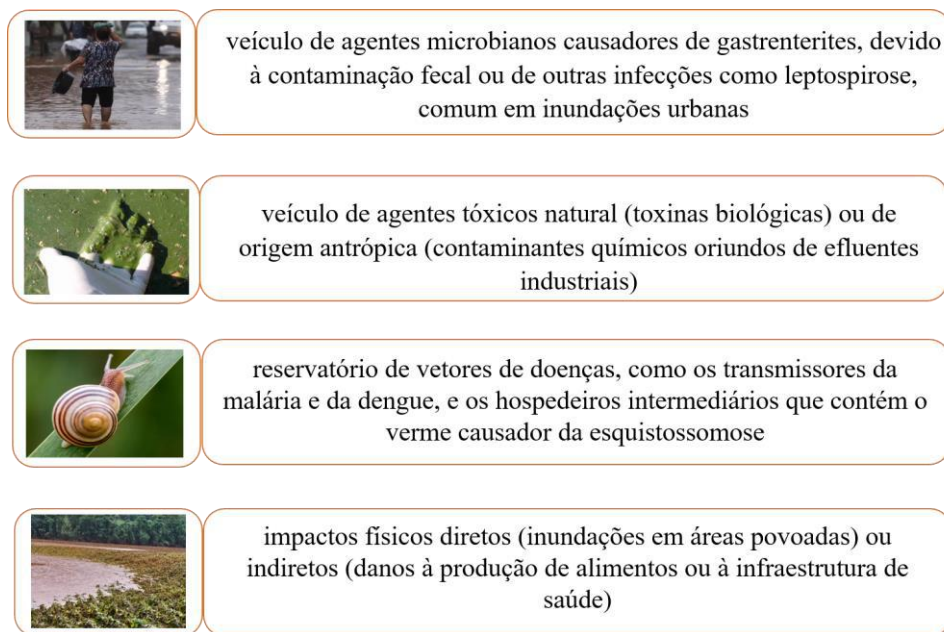 veículo de agentes microbianos causadores de gastrenterites, devido
à contaminação fecal ou de outras infecções como leptospirose,
comum em inundações urbanas
veículo de agentes tóxicos natural (toxinas biológicas) ou de
origem antrópica (contaminantes químicos oriundos de efluentes
industriais)
reservatório de vetores de doenças, como os transmissores da
malária e da dengue, e os hospedeiros intermediários que contém o
verme causador da esquistossomose
impactos físicos diretos (inundações em áreas povoadas) ou
indiretos (danos à produção de alimentos ou à infraestrutura de
saúde)